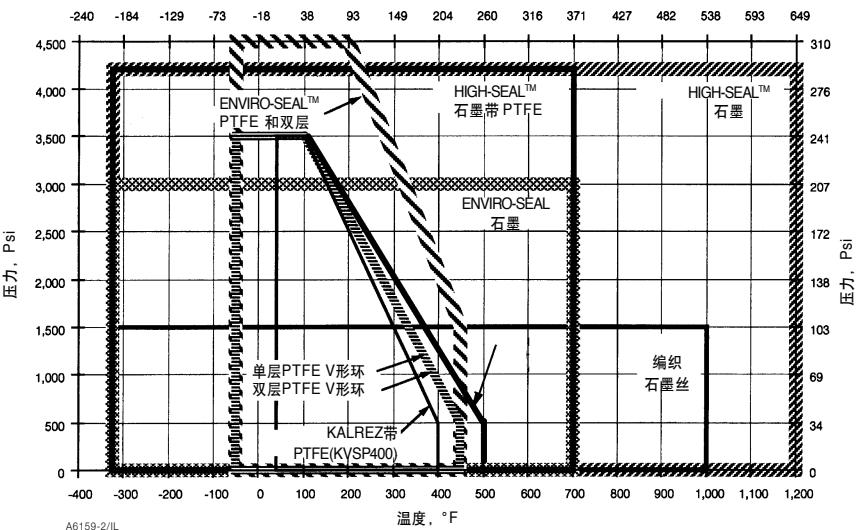 -240 -184 -129 -73 -18 38 93 149 204 260 316 371 427 482 538 593 649
4,500 310
4,000 276
3,500 241
3,000 207
2,500 172
2,000 138
1,500 103
1,000 69
500 34
0 0
ENVIRO-SEAL™
PTFE 和双层
HIGH-SEAL™
石墨带 PTFE
HIGH-SEAL™
石墨
ENVIRO-SEAL
石墨
压力，Psi
压力，Psi
编织
石墨丝
单层PTFE V形环
双层PTFE V形环
KALREZ带
PTFE(KVSP400)
-400 -300 -200 -100 0 100 200 300 400 500 600 700 800 900 1,000 1,100 1,200
温度，°F
A6159-2/IL